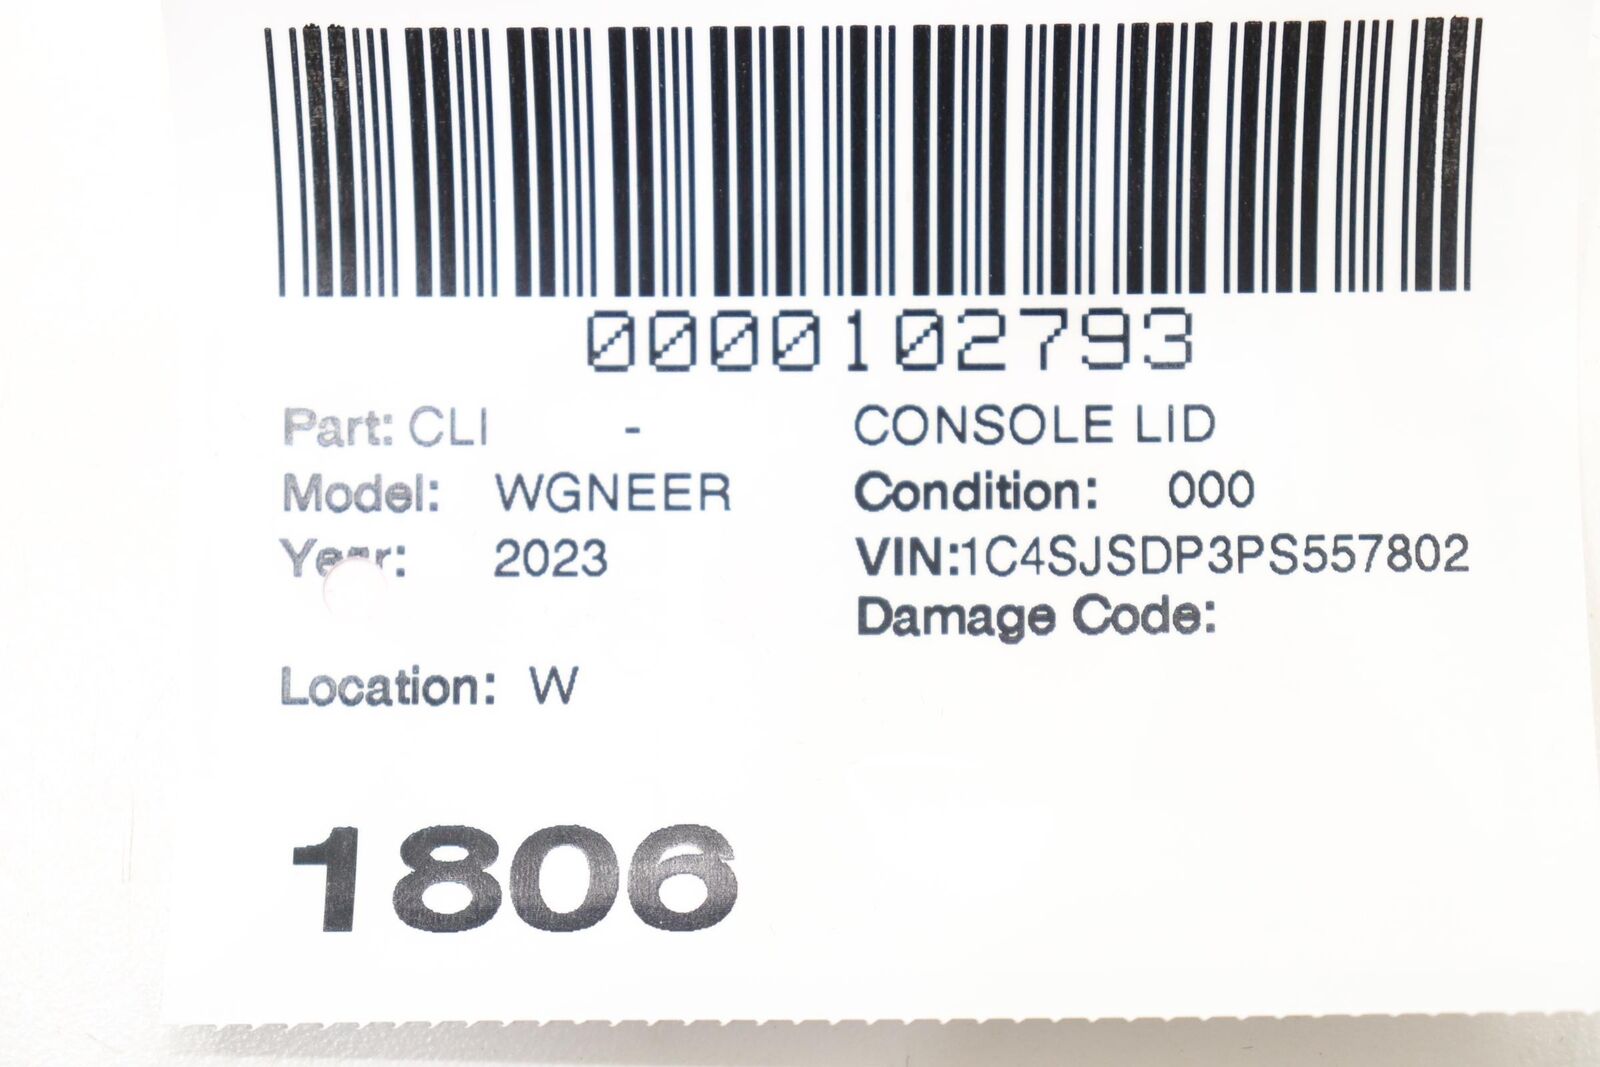 0000102793
Part: CLI - CONSOLE LID
Model: WGNEER Condition: 000
Year: 2023 VIN:1C4SJSDP3PS557802
Damage Code:
Location: W
1806